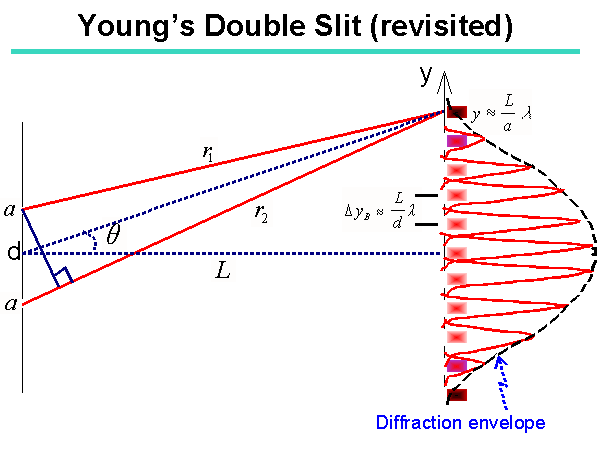 Young's Double Slit (revisited)
y
y ≈ L/a λ
r₁
r₂
Δy_B ≈ L/d λ
a
d
θ
L
a
Diffraction envelope